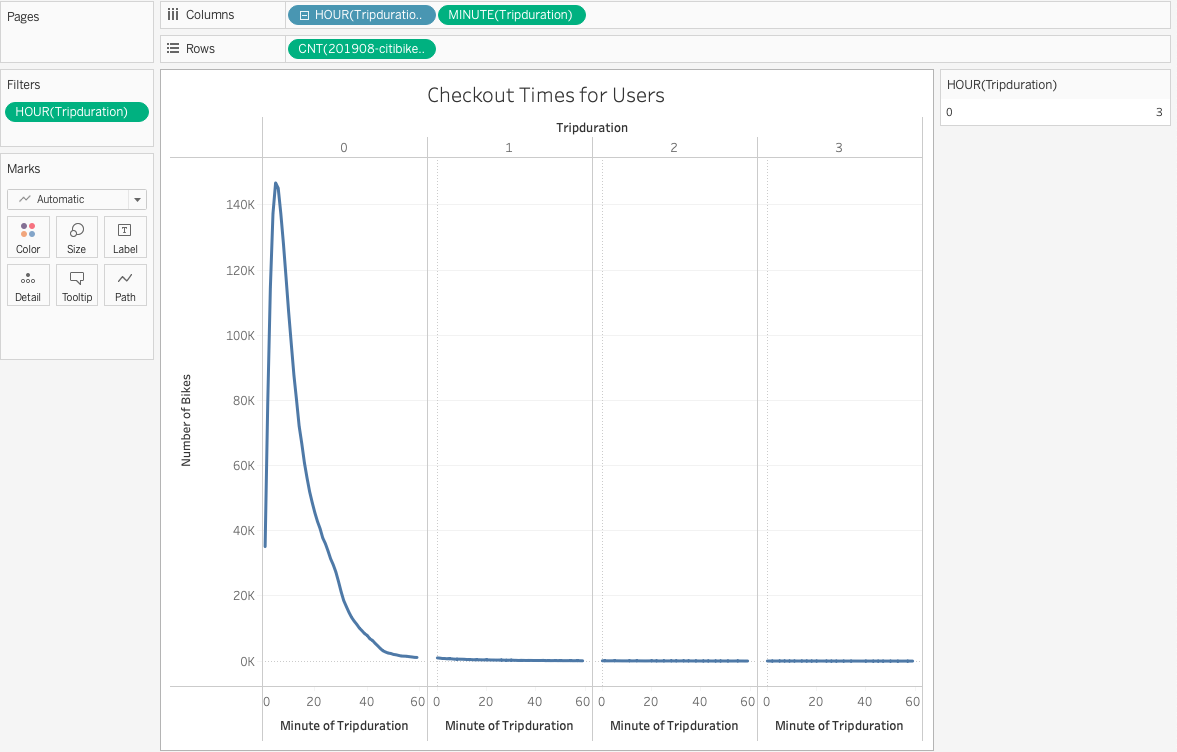 Pages
Columns
HOUR(Tripduratio.. MINUTE(Tripduration)
Rows
CNT(201908-citibike..
Filters
HOUR(Tripduration)
Marks
Automatic
Color Size Label
Detail Tooltip Path
Checkout Times for Users
Tripduration
0 1 2 3
Number of Bikes
140K
120K
100K
80K
60K
40K
20K
0K
0 20 40 60 0 20 40 60 0 20 40 60 0 20 40 60
Minute of Tripduration Minute of Tripduration Minute of Tripduration Minute of Tripduration
HOUR(Tripduration)
0 3